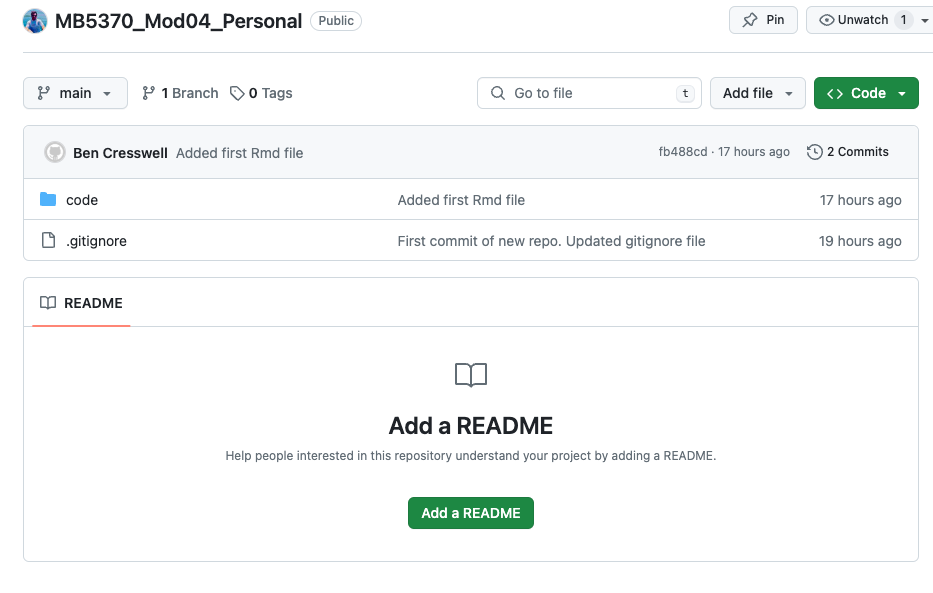 MB5370_Mod04_Personal Public Pin Unwatch 1
main 1 Branch 0 Tags Go to file t Add file Code
Ben Cresswell Added first Rmd file fb488cd · 17 hours ago 2 Commits
code Added first Rmd file 17 hours ago
.gitignore First commit of new repo. Updated gitignore file 19 hours ago
README
Add a README
Help people interested in this repository understand your project by adding a README.
Add a README